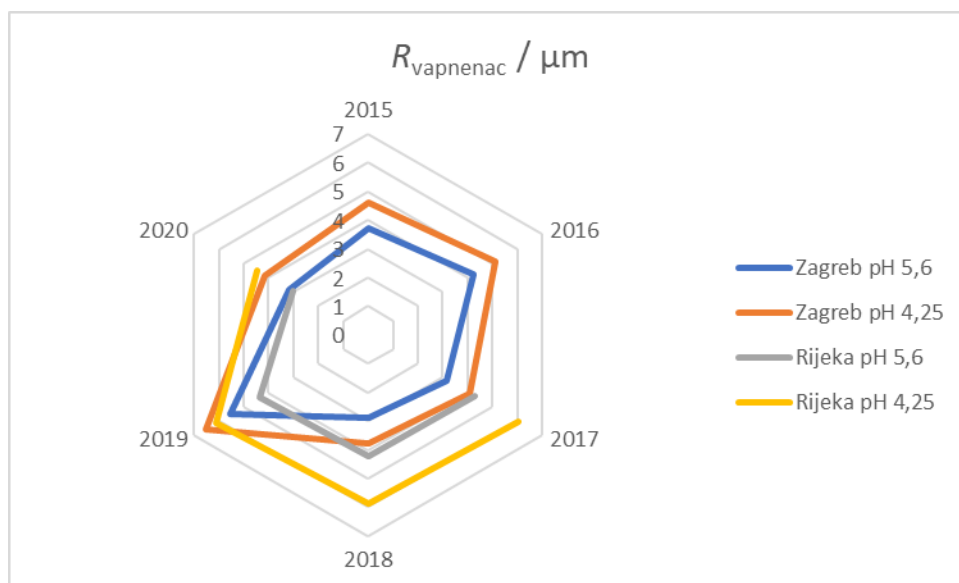 R vapnenac / µm
2015
7
6
5
4
3
2
1
0
2020
2016
2019
2017
2018
Zagreb pH 5,6
Zagreb pH 4,25
Rijeka pH 5,6
Rijeka pH 4,25